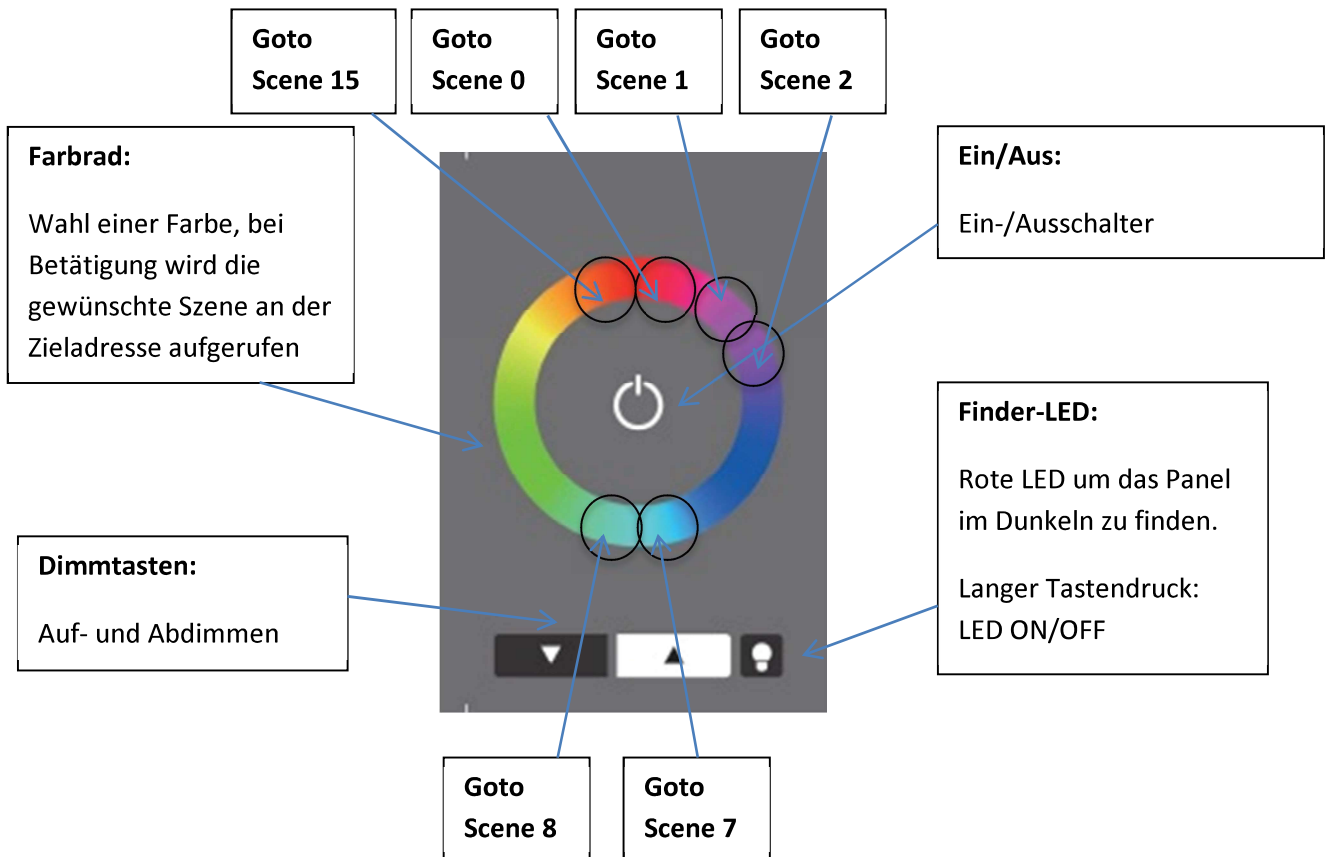 Goto
Scene 15
Goto
Scene 0
Goto
Scene 1
Goto
Scene 2
Farbrad:
Wahl einer Farbe, bei
Betätigung wird die
gewünschte Szene an der
Zieladresse aufgerufen
Ein/Aus:
Ein-/Ausschalter
Finder-LED:
Rote LED um das Panel
im Dunkeln zu finden.
Langer Tastendruck:
LED ON/OFF
Dimmtasten:
Auf- und Abdimmen
Goto
Scene 8
Goto
Scene 7